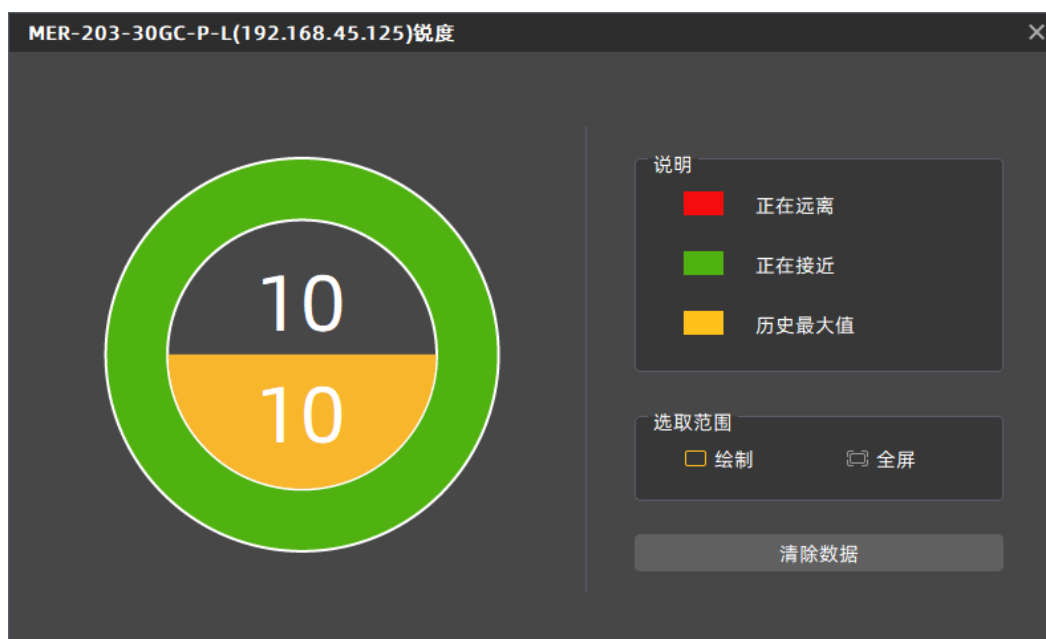 MER-203-30GC-P-L(192.168.45.125)锐度
10
10
说明
正在远离
正在接近
历史最大值
选取范围
绘制 全屏
清除数据